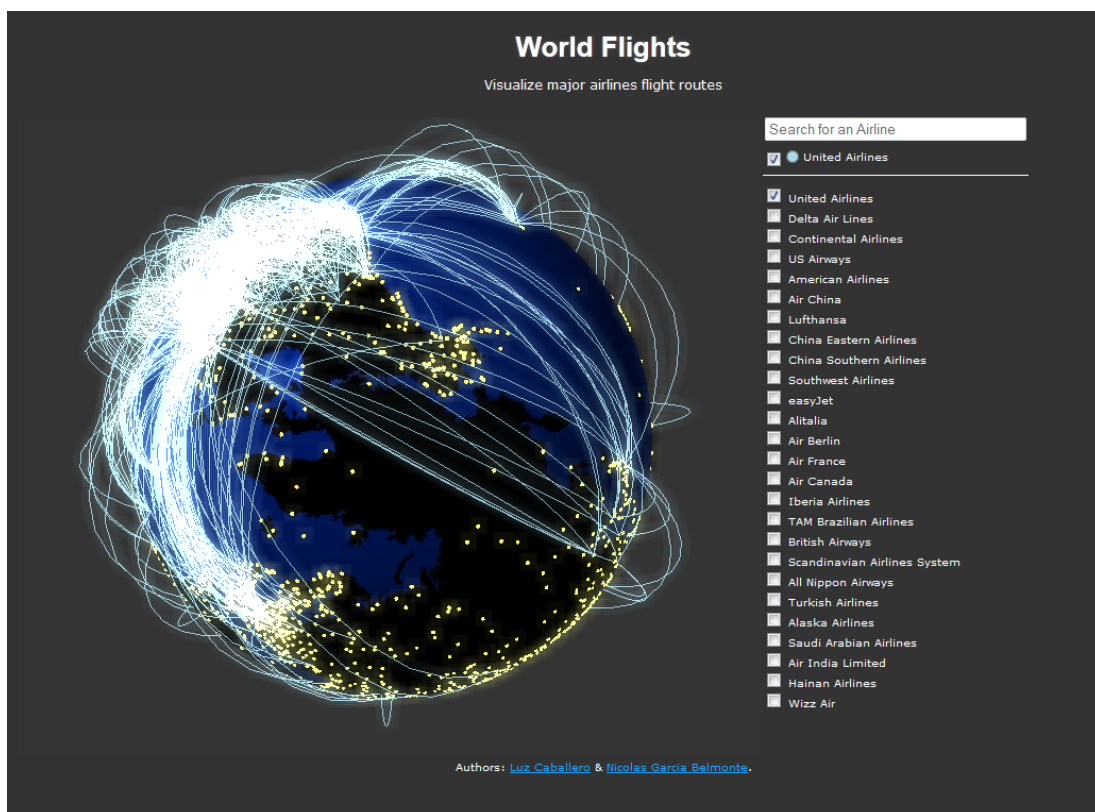 World Flights
Visualize major airlines flight routes
Search for an Airline
United Airlines
United Airlines
Delta Air Lines
Continental Airlines
US Airways
American Airlines
Air China
Lufthansa
China Eastern Airlines
China Southern Airlines
Southwest Airlines
easyJet
Alitalia
Air Berlin
Air France
Air Canada
Iberia Airlines
TAM Brazilian Airlines
British Airways
Scandinavian Airlines System
All Nippon Airways
Turkish Airlines
Alaska Airlines
Saudi Arabian Airlines
Air India Limited
Hainan Airlines
Wizz Air
Authors: Luz Caballero & Nicolas Garcia Belmonte.